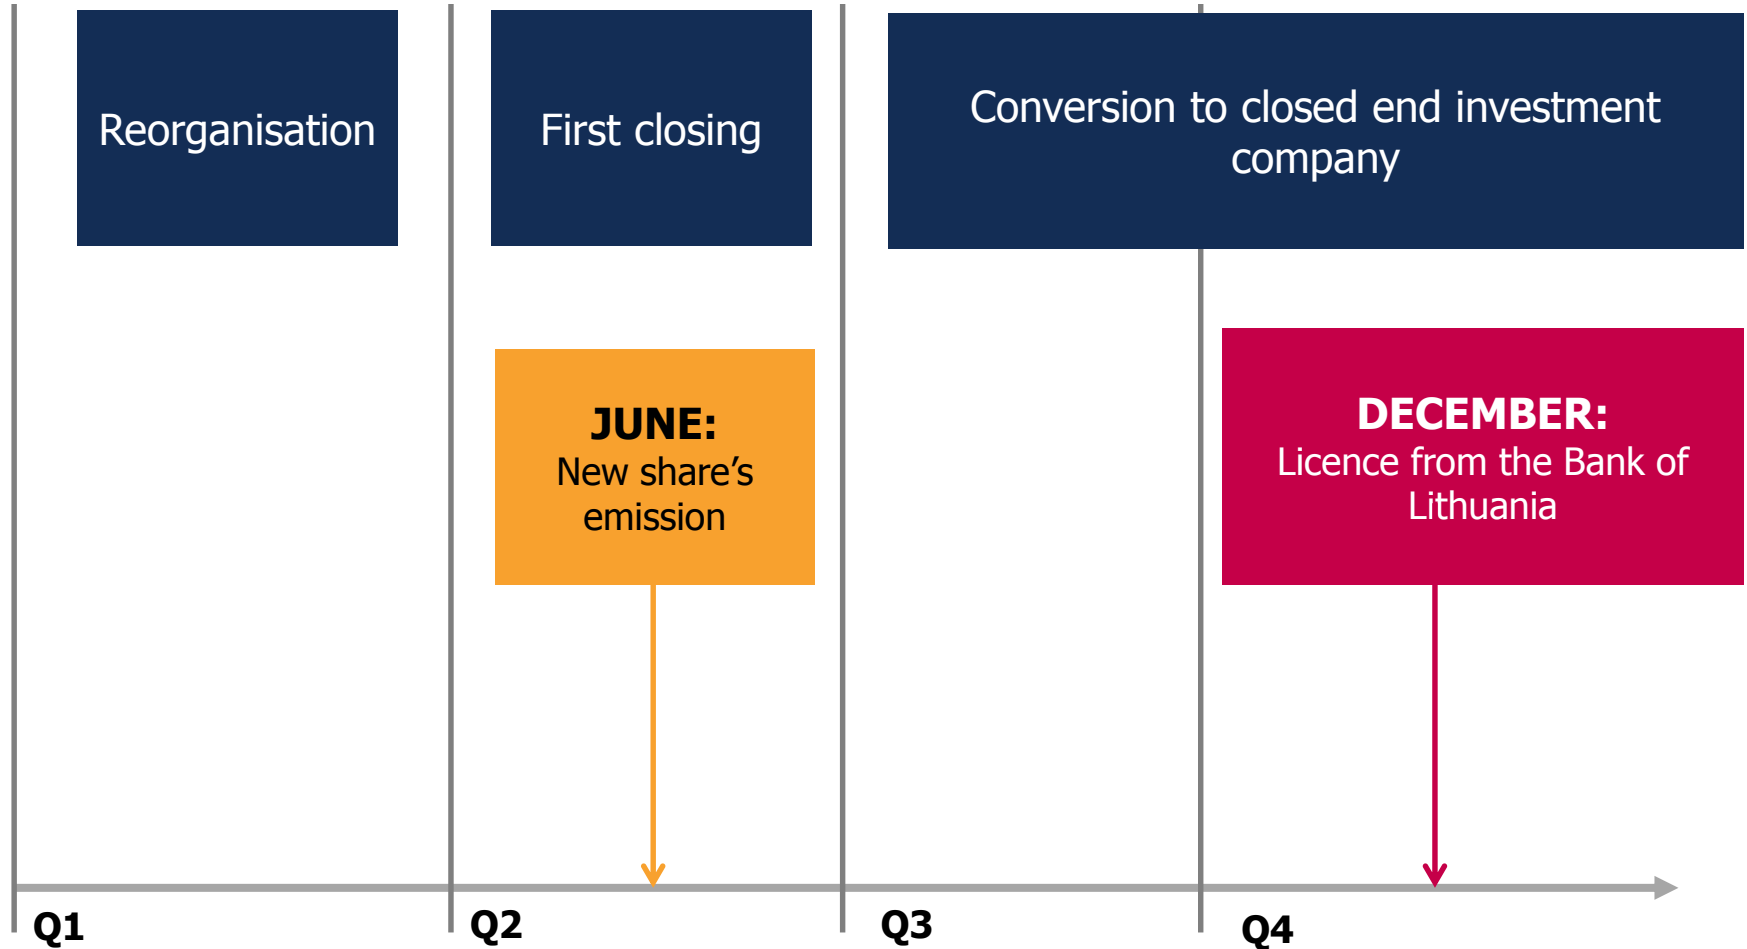 Reorganisation
First closing
Conversion to closed end investment
company
JUNE:
New share’s
emission
DECEMBER:
Licence from the Bank of
Lithuania
Q1
Q2
Q3
Q4